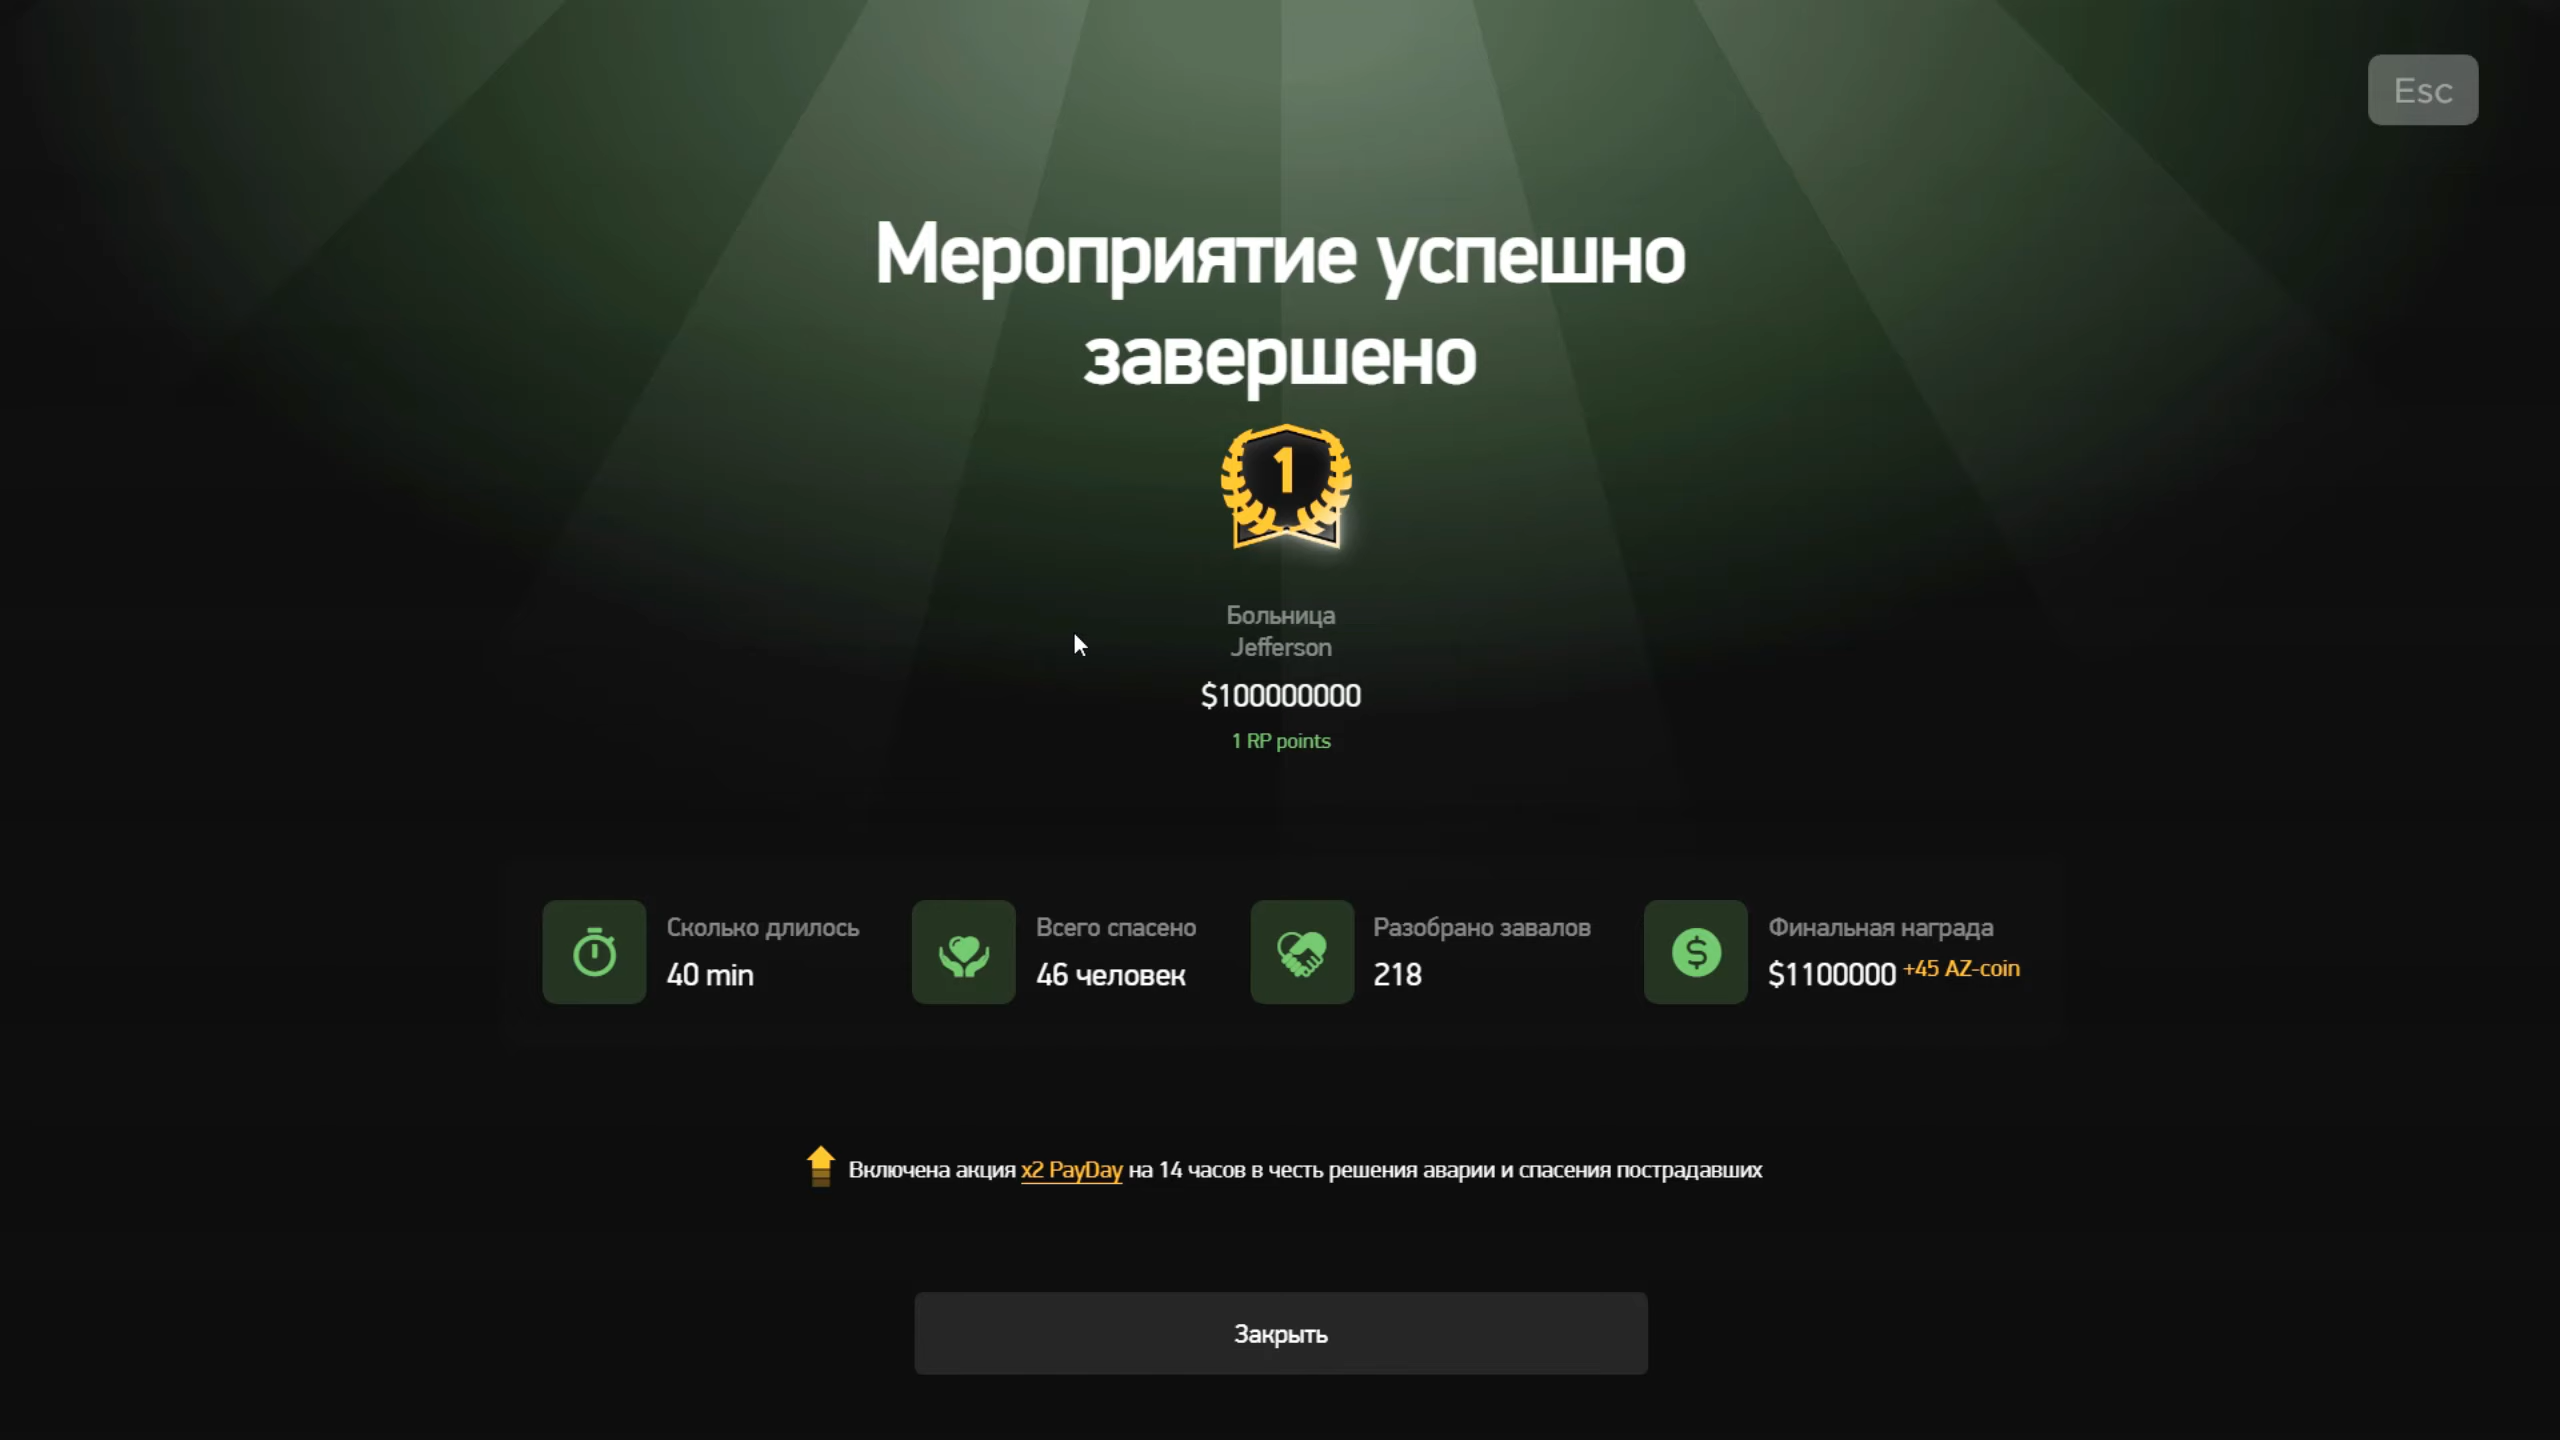 Esc
Мероприятие успешно
завершено
1
Больница
Jefferson
$100000000
1 RP points
Сколько длилось
40 min
Всего спасено
46 человек
Разобрано завалов
218
Финальная награда
$1100000 +45 AZ-coin
Включена акция x2 PayDay на 14 часов в честь решения аварии и спасения пострадавших
Закрыть